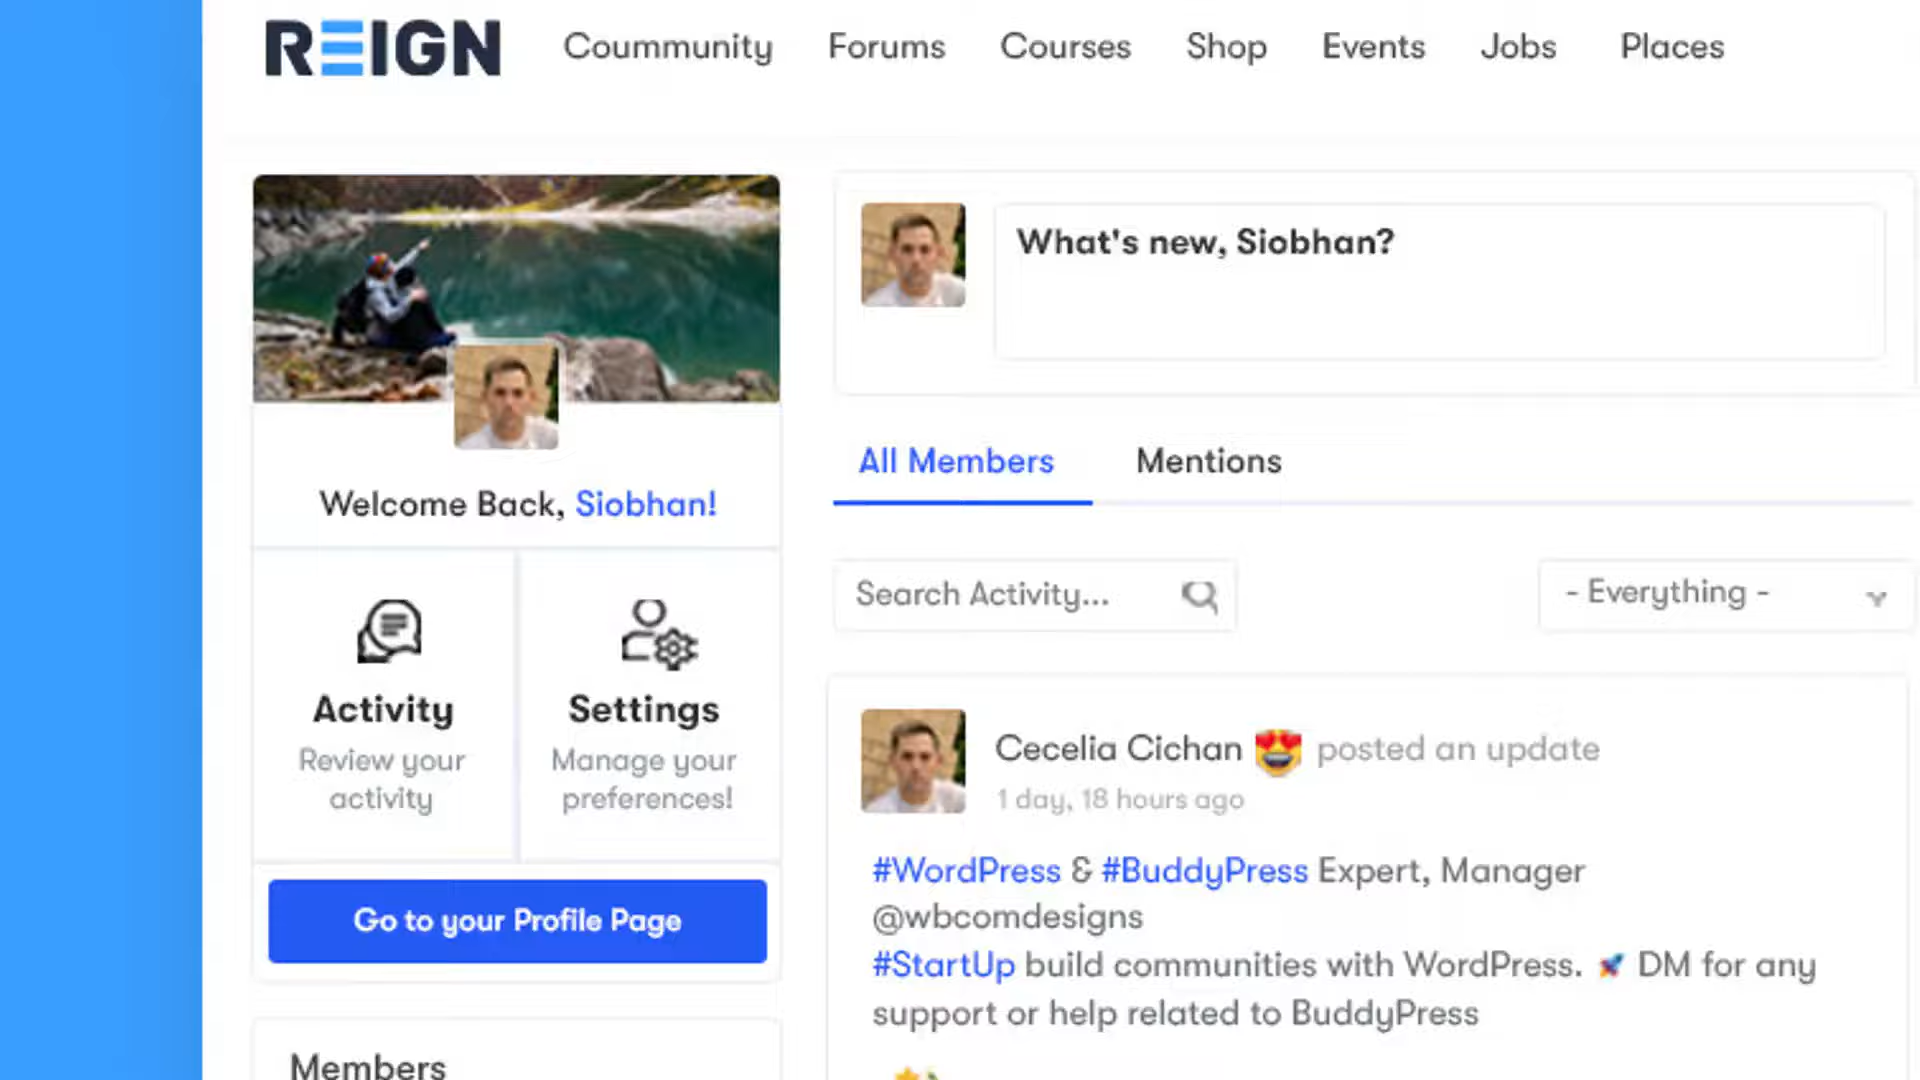 REIGN
Coummunity Forums Courses Shop Events Jobs Places
Welcome Back, Siobhan!
Activity
Review your
activity
Settings
Manage your
preferences!
Go to your Profile Page
Members
What's new, Siobhan?
All Members Mentions
Search Activity...
- Everything -
Cecelia Cichan 😍 posted an update
1 day, 18 hours ago
#WordPress & #BuddyPress Expert, Manager
@wbcomdesigns
#StartUp build communities with WordPress. 🚀 DM for any
support or help related to BuddyPress